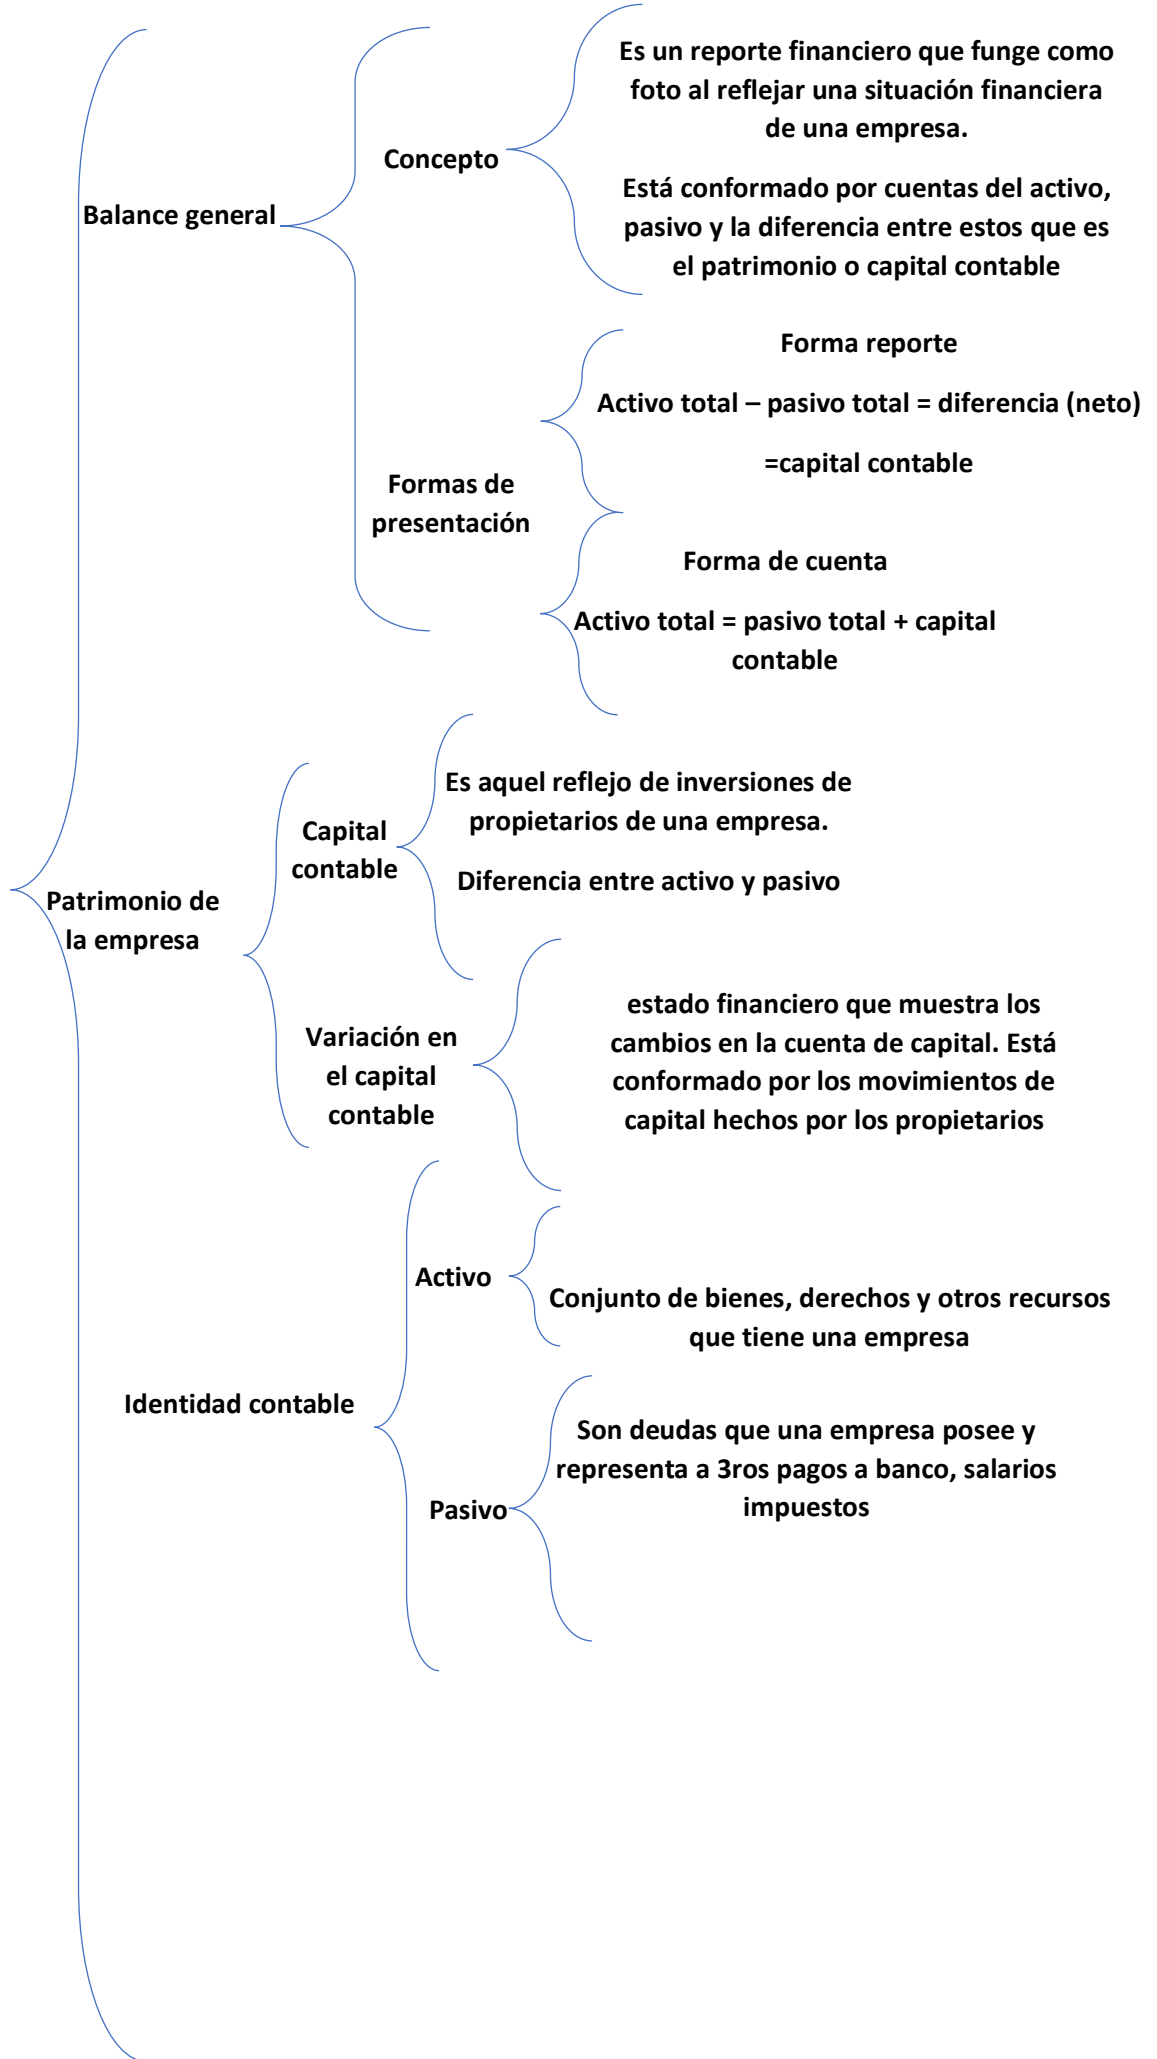 Balance general
Concepto
Es un reporte financiero que funge como
foto al reflejar una situación financiera
de una empresa.
Está conformado por cuentas del activo,
pasivo y la diferencia entre estos que es
el patrimonio o capital contable
Formas de
presentación
Forma reporte
Activo total – pasivo total = diferencia (neto)
=capital contable
Forma de cuenta
Activo total = pasivo total + capital
contable
Patrimonio de
la empresa
Capital
contable
Es aquel reflejo de inversiones de
propietarios de una empresa.
Diferencia entre activo y pasivo
Variación en
el capital
contable
estado financiero que muestra los
cambios en la cuenta de capital. Está
conformado por los movimientos de
capital hechos por los propietarios
Identidad contable
Activo
Conjunto de bienes, derechos y otros recursos
que tiene una empresa
Pasivo
Son deudas que una empresa posee y
representa a 3ros pagos a banco, salarios
impuestos